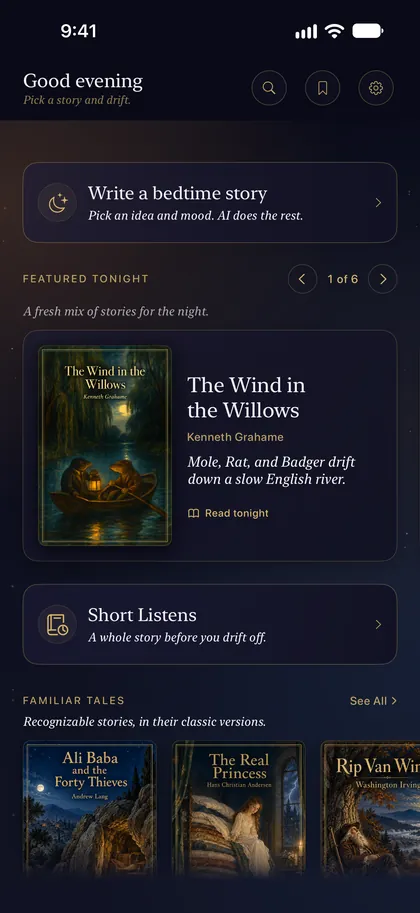 9:41
Good evening
Pick a story and drift.
Write a bedtime story
Pick an idea and mood. AI does the rest.
FEATURED TONIGHT
1 of 6
A fresh mix of stories for the night.
The Wind in the
Willows
Kenneth Grahame
The Wind in
the Willows
Kenneth Grahame
Mole, Rat, and Badger drift
down a slow English river.
Read tonight
Short Listens
A whole story before you drift off.
FAMILIAR TALES
See All
Recognizable stories, in their classic versions.
Ali Baba
and the
Forty Thieves
Andrew Lang
The Real
Princess
Hans Christian Andersen
Rip Van Win
Washington Irving